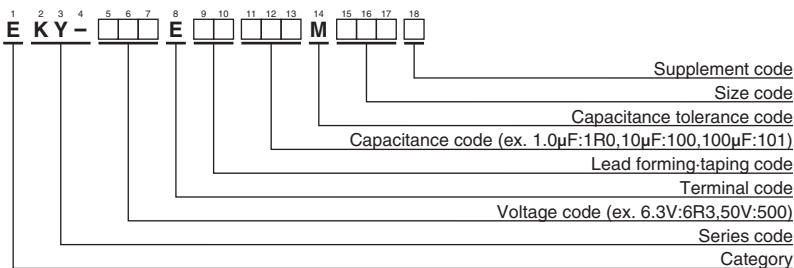 1 2 3 4 5 6 7 8 9 10 11 12 13 14 15 16 17 18
E K Y – E M
Supplement code
Size code
Capacitance tolerance code
Capacitance code (ex. 1.0µF:1R0,10µF:100,100µF:101)
Lead forming·taping code
Terminal code
Voltage code (ex. 6.3V:6R3,50V:500)
Series code
Category